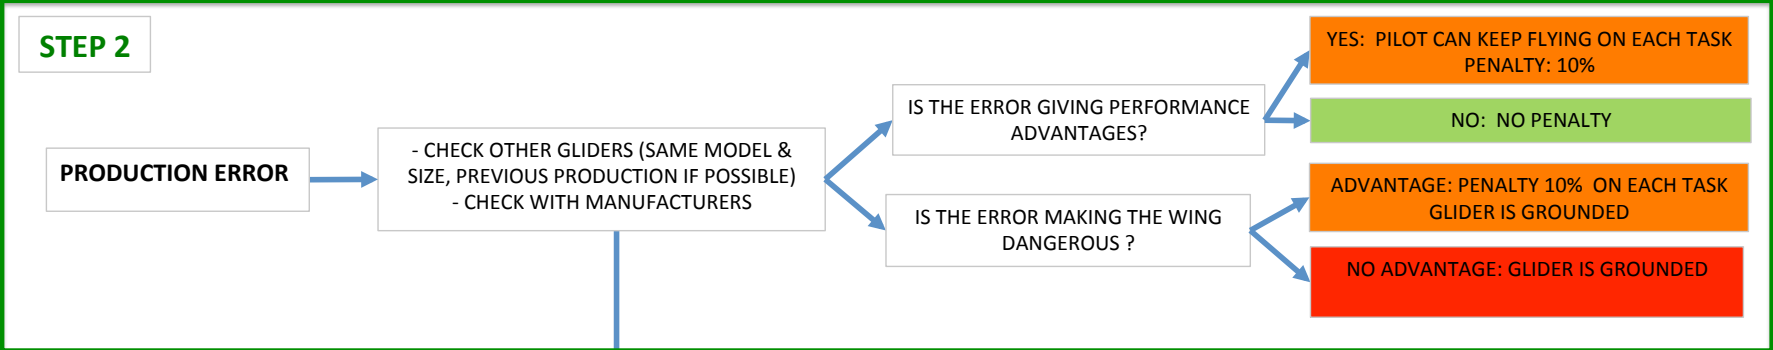 STEP 2
PRODUCTION ERROR
- CHECK OTHER GLIDERS (SAME MODEL &
SIZE, PREVIOUS PRODUCTION IF POSSIBLE)
- CHECK WITH MANUFACTURERS
IS THE ERROR GIVING PERFORMANCE
ADVANTAGES?
YES: PILOT CAN KEEP FLYING ON EACH TASK
PENALTY: 10%
NO: NO PENALTY
IS THE ERROR MAKING THE WING
DANGEROUS ?
ADVANTAGE: PENALTY 10% ON EACH TASK
GLIDER IS GROUNDED
NO ADVANTAGE: GLIDER IS GROUNDED